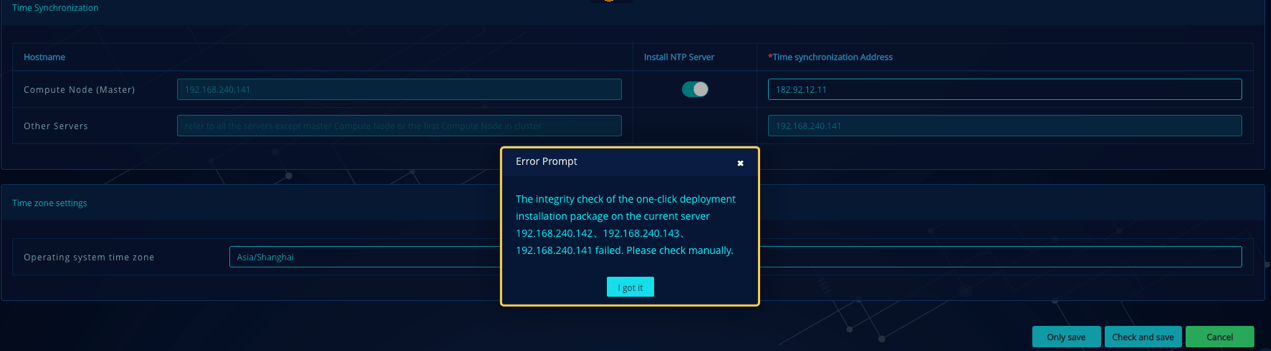 Time Synchronization
Hostname
Install NTP Server
*Time synchronization Address
Compute Node (Master)
192.168.240.141
182.92.12.11
Other Servers
refer to all the servers except master Compute Node or the first Compute Node in cluster
192.168.240.141
Error Prompt
✖
The integrity check of the one-click deployment
installation package on the current server
192.168.240.142、192.168.240.143、
192.168.240.141 failed. Please check manually.
I got it
Time zone settings
Operating system time zone
Asia/Shanghai
Only save
Check and save
Cancel